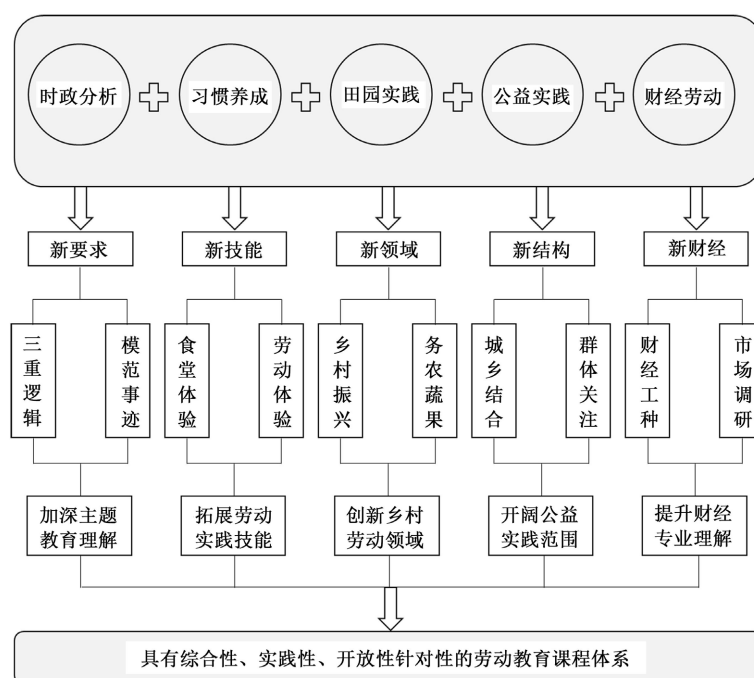 时政分析
习惯养成
田园实践
公益实践
财经劳动
新要求
新技能
新领域
新结构
新财经
三重逻辑
模范事迹
食堂体验
劳动体验
乡村振兴
务农蔬果
城乡结合
群体关注
财经工种
市场调研
加深主题
教育理解
拓展劳动
实践技能
创新乡村
劳动领域
开阔公益
实践范围
提升财经
专业理解
具有综合性、实践性、开放性针对性的劳动教育课程体系